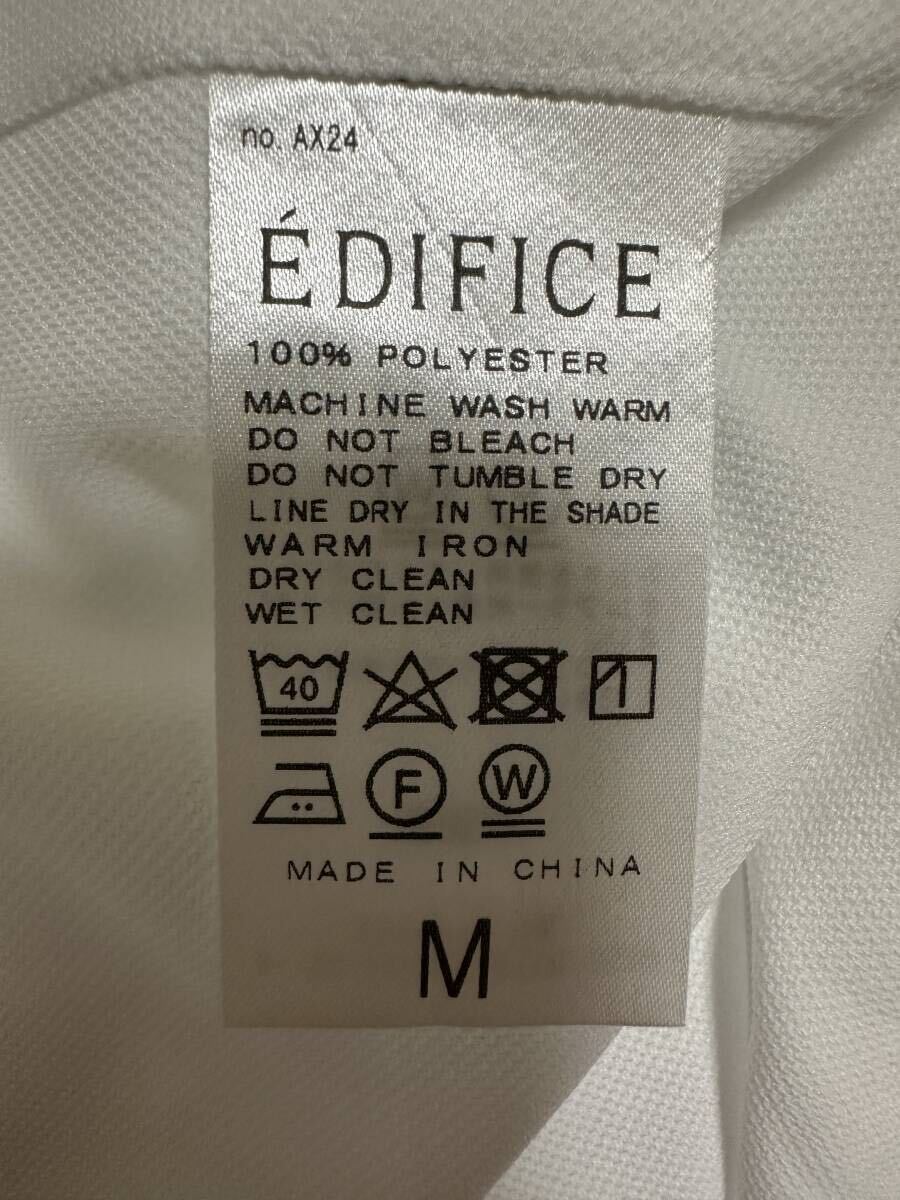 no. AX24
ÉDIFICE
100% POLYESTER
MACHINE WASH WARM
DO NOT BLEACH
DO NOT TUMBLE DRY
LINE DRY IN THE SHADE
WARM IRON
DRY CLEAN
WET CLEAN
40
F W
MADE IN CHINA
M